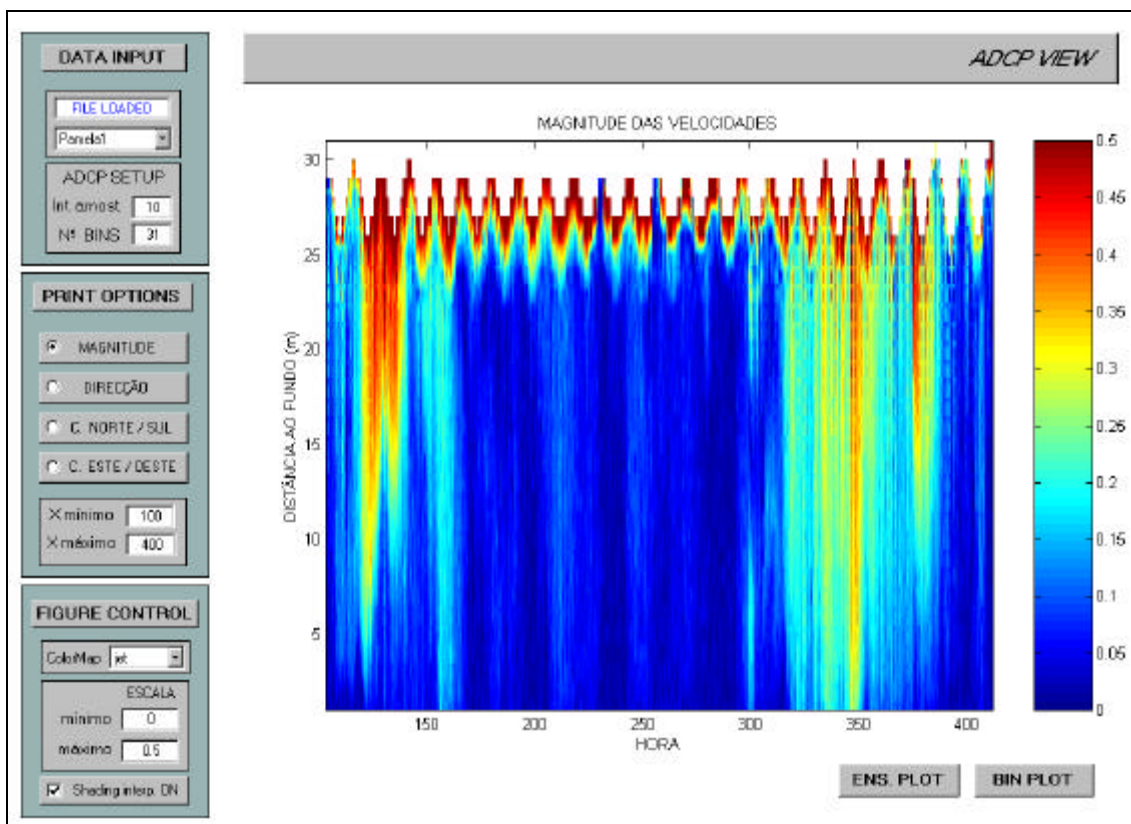 DATA INPUT
FILE LOADED
Parcela1
ADCP SETUP
Int. amost. 10
Nº BINS 31
PRINT OPTIONS
MAGNITUDE
DIRECÇÃO
C. NORTE / SUL
C. ESTE / OESTE
X mínimo 100
X máximo 400
FIGURE CONTROL
ColorMap jet
ESCALA
mínimo 0
máximo 0.5
Shading interp. ON
ADCP VIEW
MAGNITUDE DAS VELOCIDADES
DISTÂNCIA AO FUNDO (m)
30
25
20
15
10
5
150 200 250 300 350 400
HORA
0.5
0.45
0.4
0.35
0.3
0.25
0.2
0.15
0.1
0.05
0
ENS. PLOT BIN PLOT